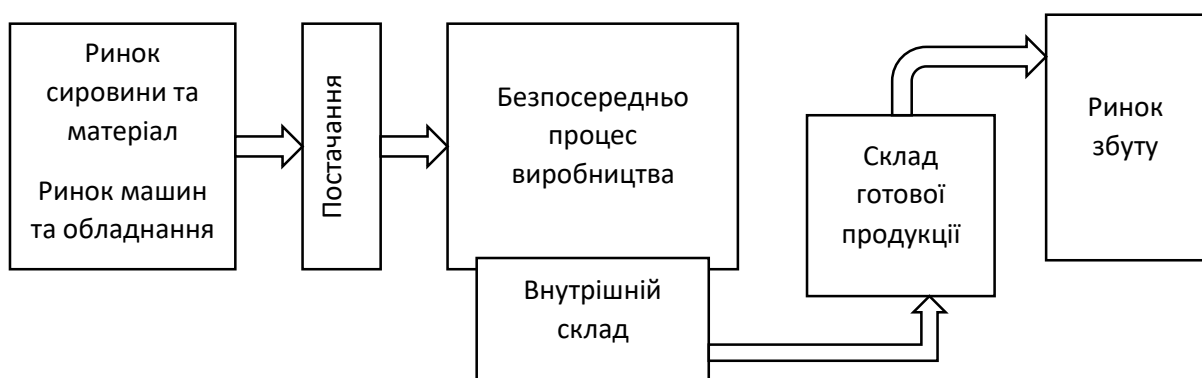 Ринок
сировини та
матеріал
Ринок машин
та обладнання
Постачання
Безпосередньо
процес
виробництва
Внутрішній
склад
Склад
готової
продукції
Ринок
збуту